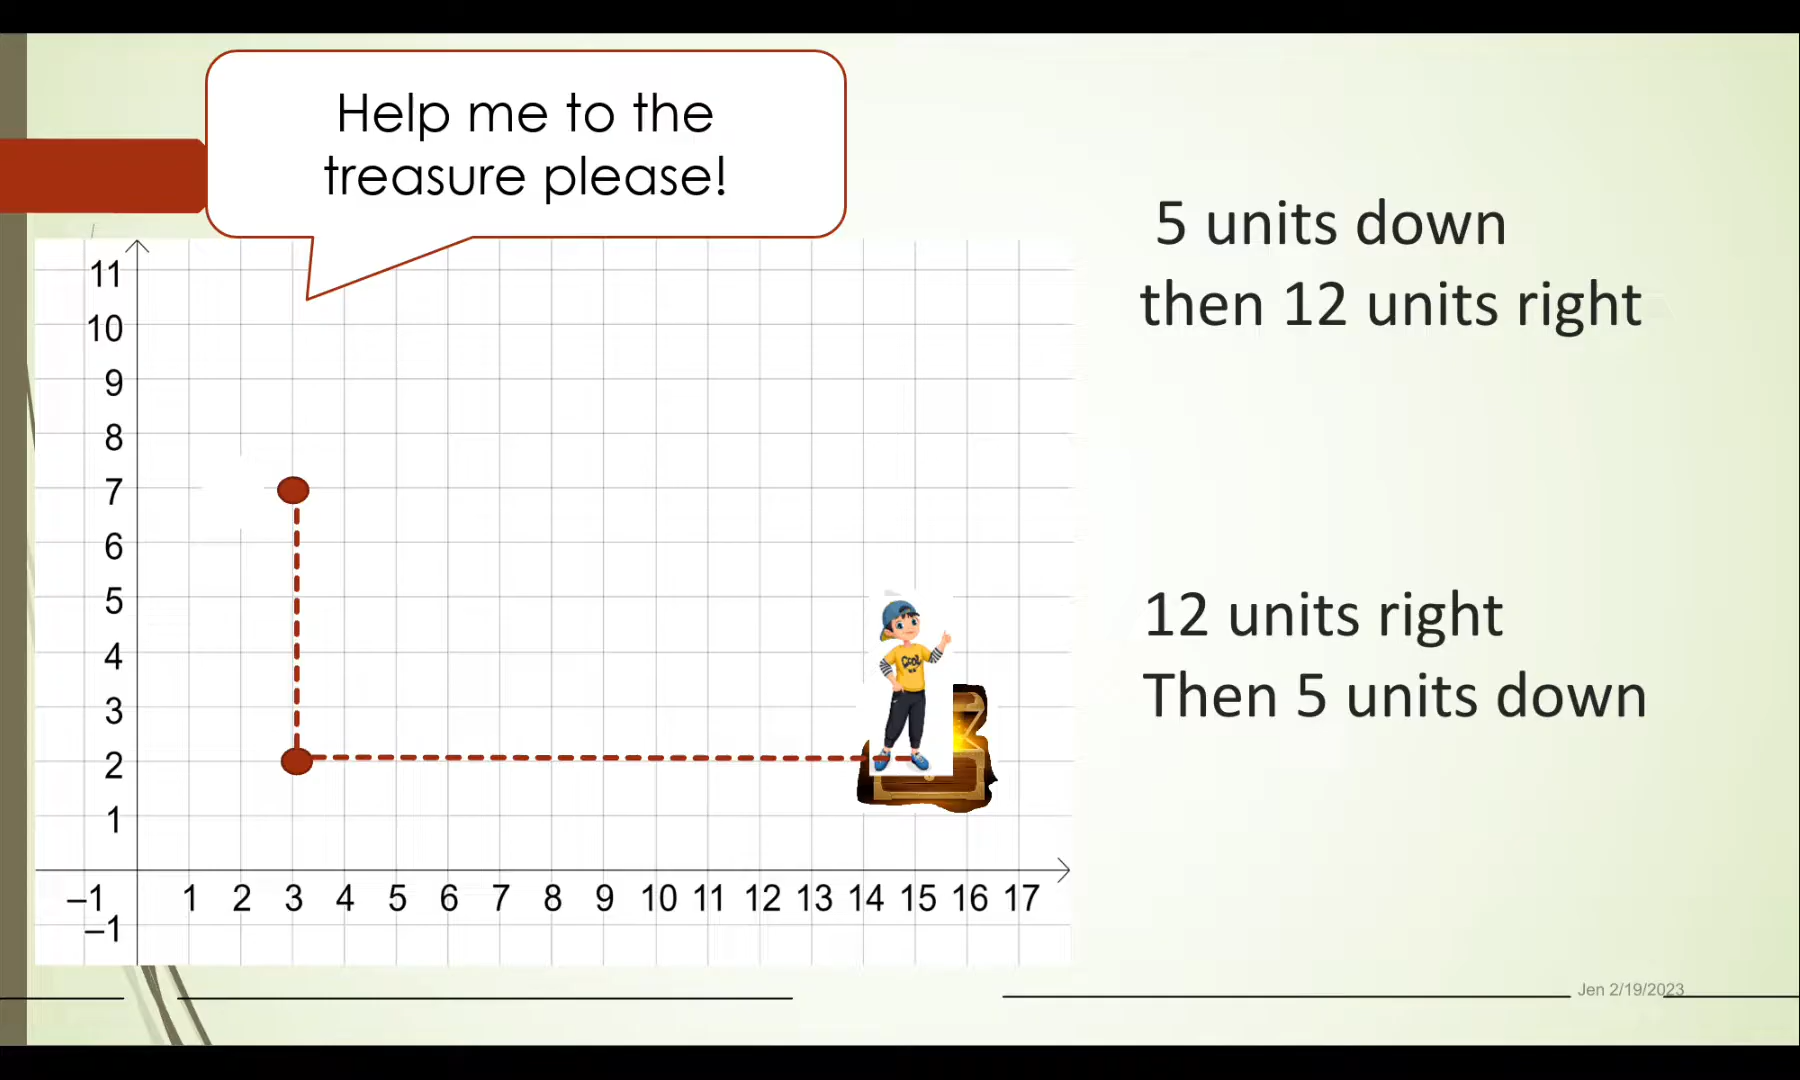 Help me to the
treasure please!
5 units down
then 12 units right
11
10
9
8
7
6
5
4
3
2
1
–1 1 2 3 4 5 6 7 8 9 10 11 12 13 14 15 16 17
–1
COOL
12 units right
Then 5 units down
Jen 2/19/2023